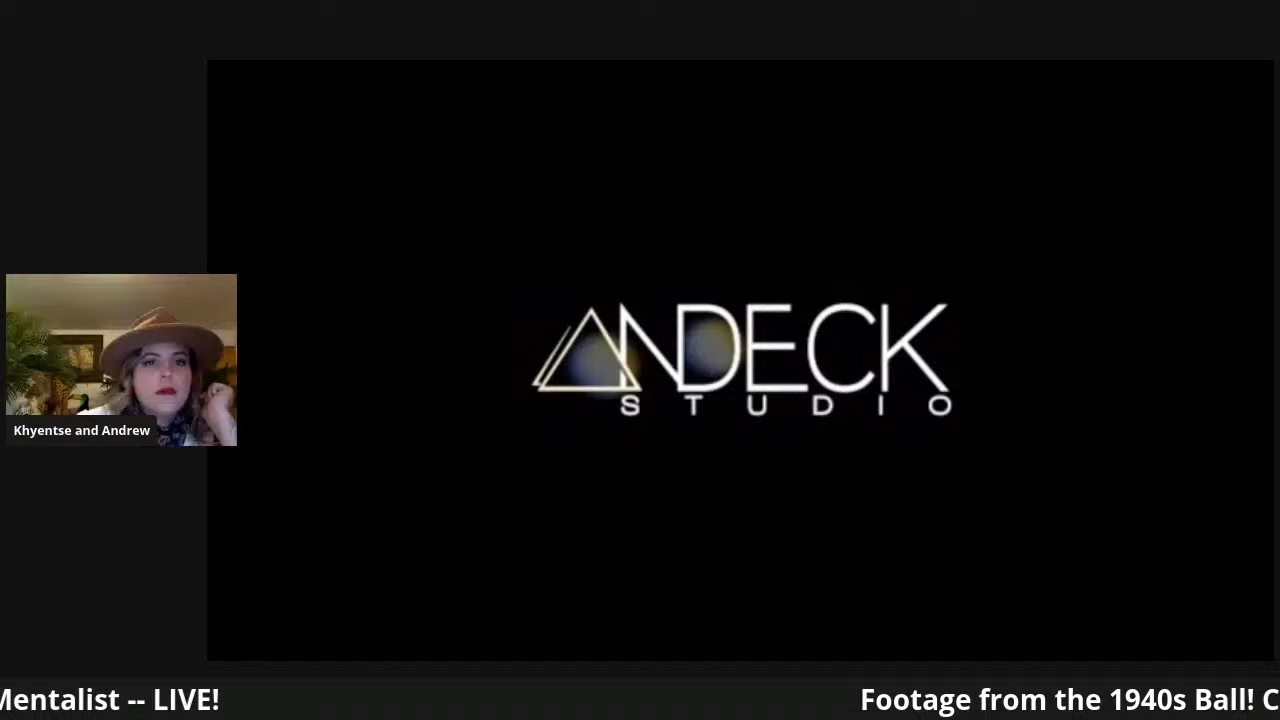 ANDECK
STUDIO
Khyentse and Andrew
Mentalist -- LIVE!
Footage from the 1940s Ball! C